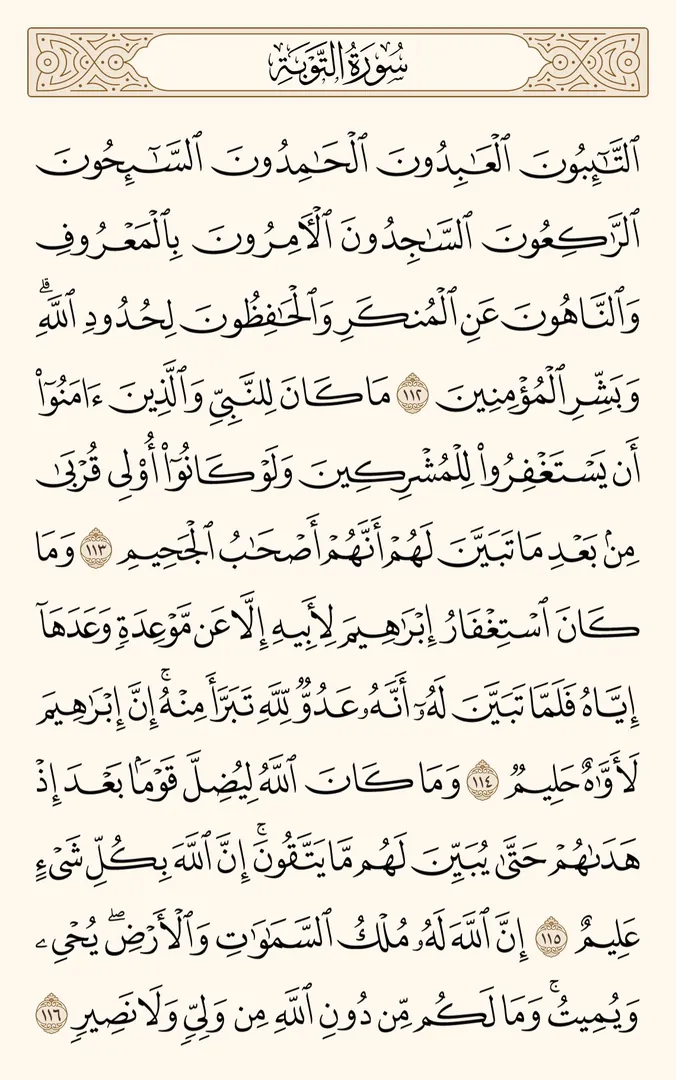 سُورَةُ التَّوْبَةِ
ٱلتَّـٰٓئِبُونَ ٱلْعَـٰبِدُونَ ٱلْحَـٰمِدُونَ ٱلسَّـٰٓئِحُونَ
ٱلرَّٰكِعُونَ ٱلسَّـٰجِدُونَ ٱلْـَٔامِرُونَ بِٱلْمَعْرُوفِ
وَٱلنَّاهُونَ عَنِ ٱلْمُنكَرِ وَٱلْحَـٰفِظُونَ لِحُدُودِ ٱللَّهِ ۗ
وَبَشِّرِ ٱلْمُؤْمِنِينَ ١١٢ مَا كَانَ لِلنَّبِىِّ وَٱلَّذِينَ ءَامَنُوٓا۟
أَن يَسْتَغْفِرُوا۟ لِلْمُشْرِكِينَ وَلَوْ كَانُوٓا۟ أُو۟لِى قُرْبَىٰ
مِنۢ بَعْدِ مَا تَبَيَّنَ لَهُمْ أَنَّهُمْ أَصْحَـٰبُ ٱلْجَحِيمِ ١١٣ وَمَا
كَانَ ٱسْتِغْفَارُ إِبْرَٰهِيمَ لِأَبِيهِ إِلَّا عَن مَّوْعِدَةٍ وَعَدَهَآ
إِيَّاهُ فَلَمَّا تَبَيَّنَ لَهُۥٓ أَنَّهُۥ عَدُوٌّ لِّلَّهِ تَبَرَّأَ مِنْهُ ۚ إِنَّ إِبْرَٰهِيمَ
لَأَوَّٰهٌ حَلِيمٌ ١١٤ وَمَا كَانَ ٱللَّهُ لِيُضِلَّ قَوْمًۢا بَعْدَ إِذْ
هَدَىٰهُمْ حَتَّىٰ يُبَيِّنَ لَهُم مَّا يَتَّقُونَ ۚ إِنَّ ٱللَّهَ بِكُلِّ شَىْءٍ
عَلِيمٌ ١١٥ إِنَّ ٱللَّهَ لَهُۥ مُلْكُ ٱلسَّمَـٰوَٰتِ وَٱلْأَرْضِ ۖ يُحْىِۦ
وَيُمِيتُ ۚ وَمَا لَكُم مِّن دُونِ ٱللَّهِ مِن وَلِىٍّ وَلَا نَصِيرٍ ١١٦